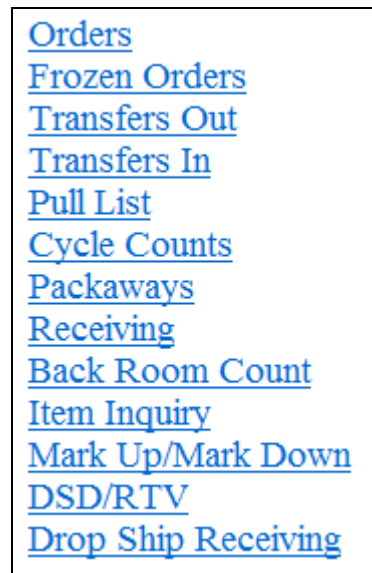 Orders
Frozen Orders
Transfers Out
Transfers In
Pull List
Cycle Counts
Packaways
Receiving
Back Room Count
Item Inquiry
Mark Up/Mark Down
DSD/RTV
Drop Ship Receiving